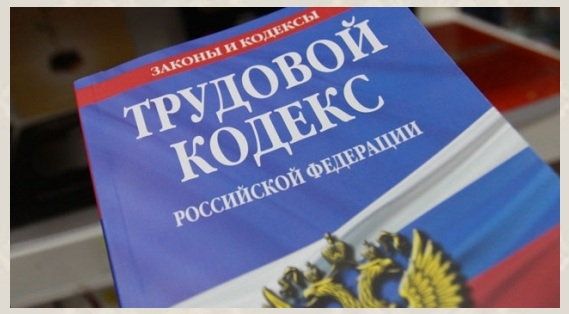 ЗАКОНЫ И КОДЕКСЫ
ТРУДОВОЙ
КОДЕКС
РОССИЙСКОЙ ФЕДЕРАЦИИ